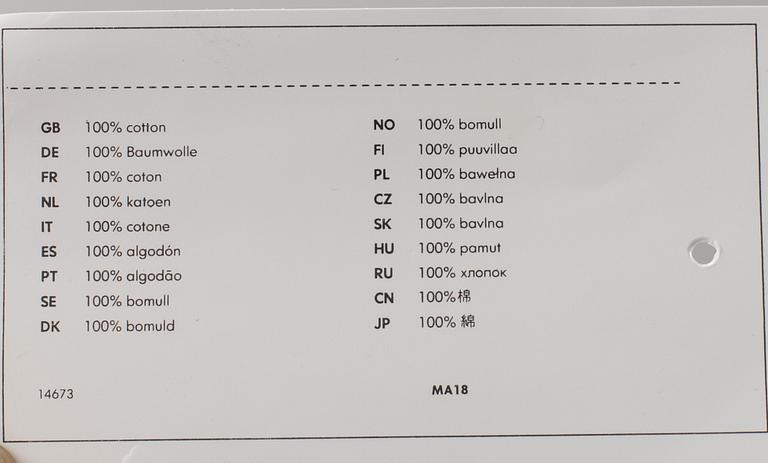 GB 100% cotton
DE 100% Baumwolle
FR 100% coton
NL 100% katoen
IT 100% cotone
ES 100% algodón
PT 100% algodão
SE 100% bomull
DK 100% bomuld
14673
NO 100% bomull
FI 100% puuvillaa
PL 100% bawełna
CZ 100% bavlna
SK 100% bavlna
HU 100% pamut
RU 100% хлопок
CN 100%棉
JP 100% 綿
MA18